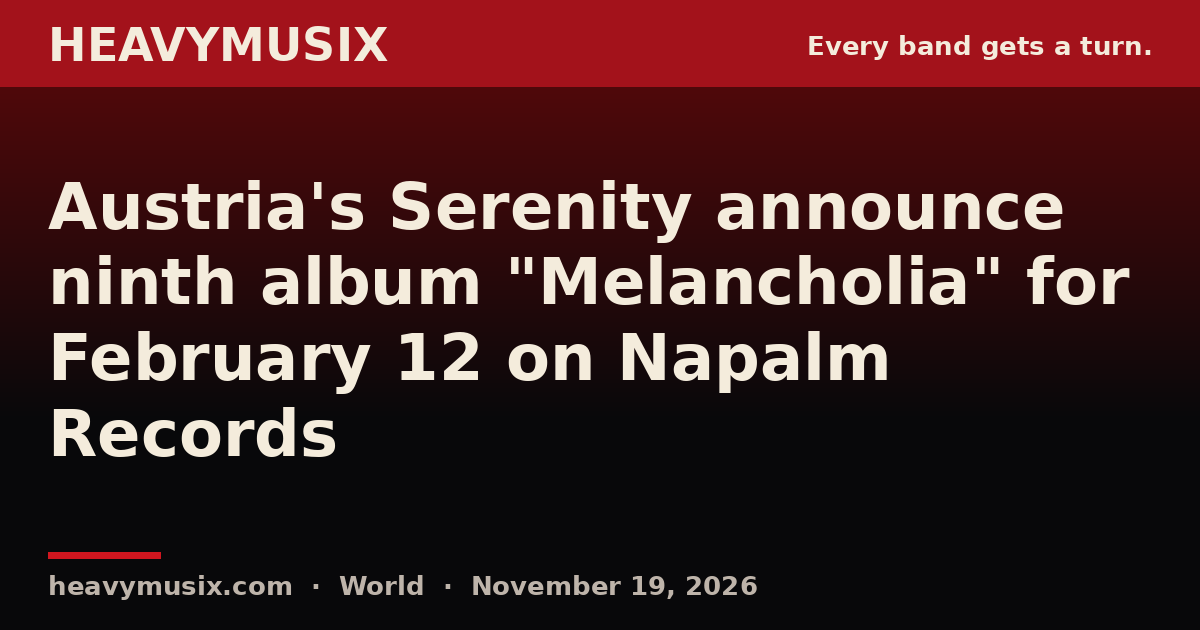 HEAVYMUSIX
Every band gets a turn.
Austria's Serenity announce
ninth album "Melancholia" for
February 12 on Napalm
Records
heavymusix.com · World · November 19, 2026